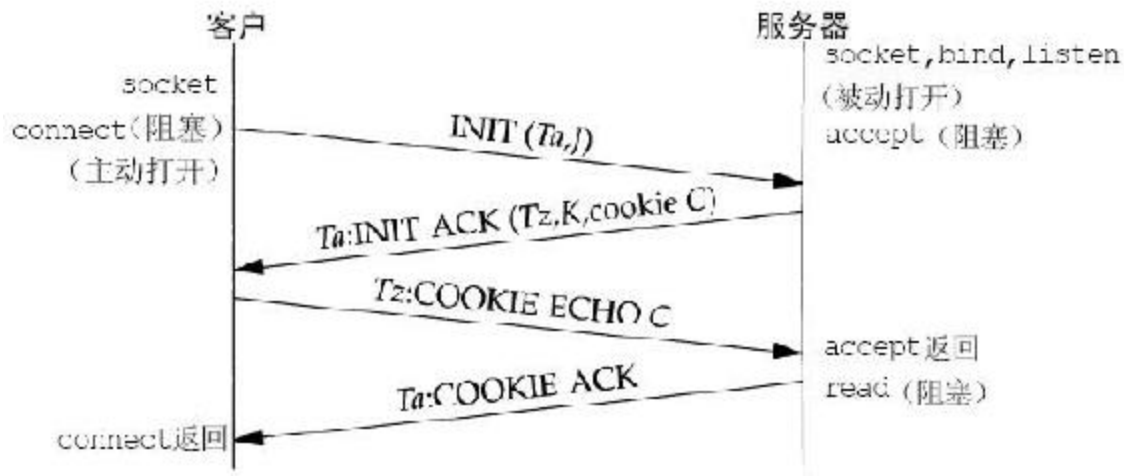 客户
服务器
socket
connect(阻塞)
(主动打开)
socket,bind,listen
(被动打开)
accept (阻塞)
INIT (Ta,J)
Ta:INIT ACK (Tz,K,cookie C)
Tz:COOKIE ECHO C
accept返回
Ta:COOKIE ACK
read (阻塞)
connect返回